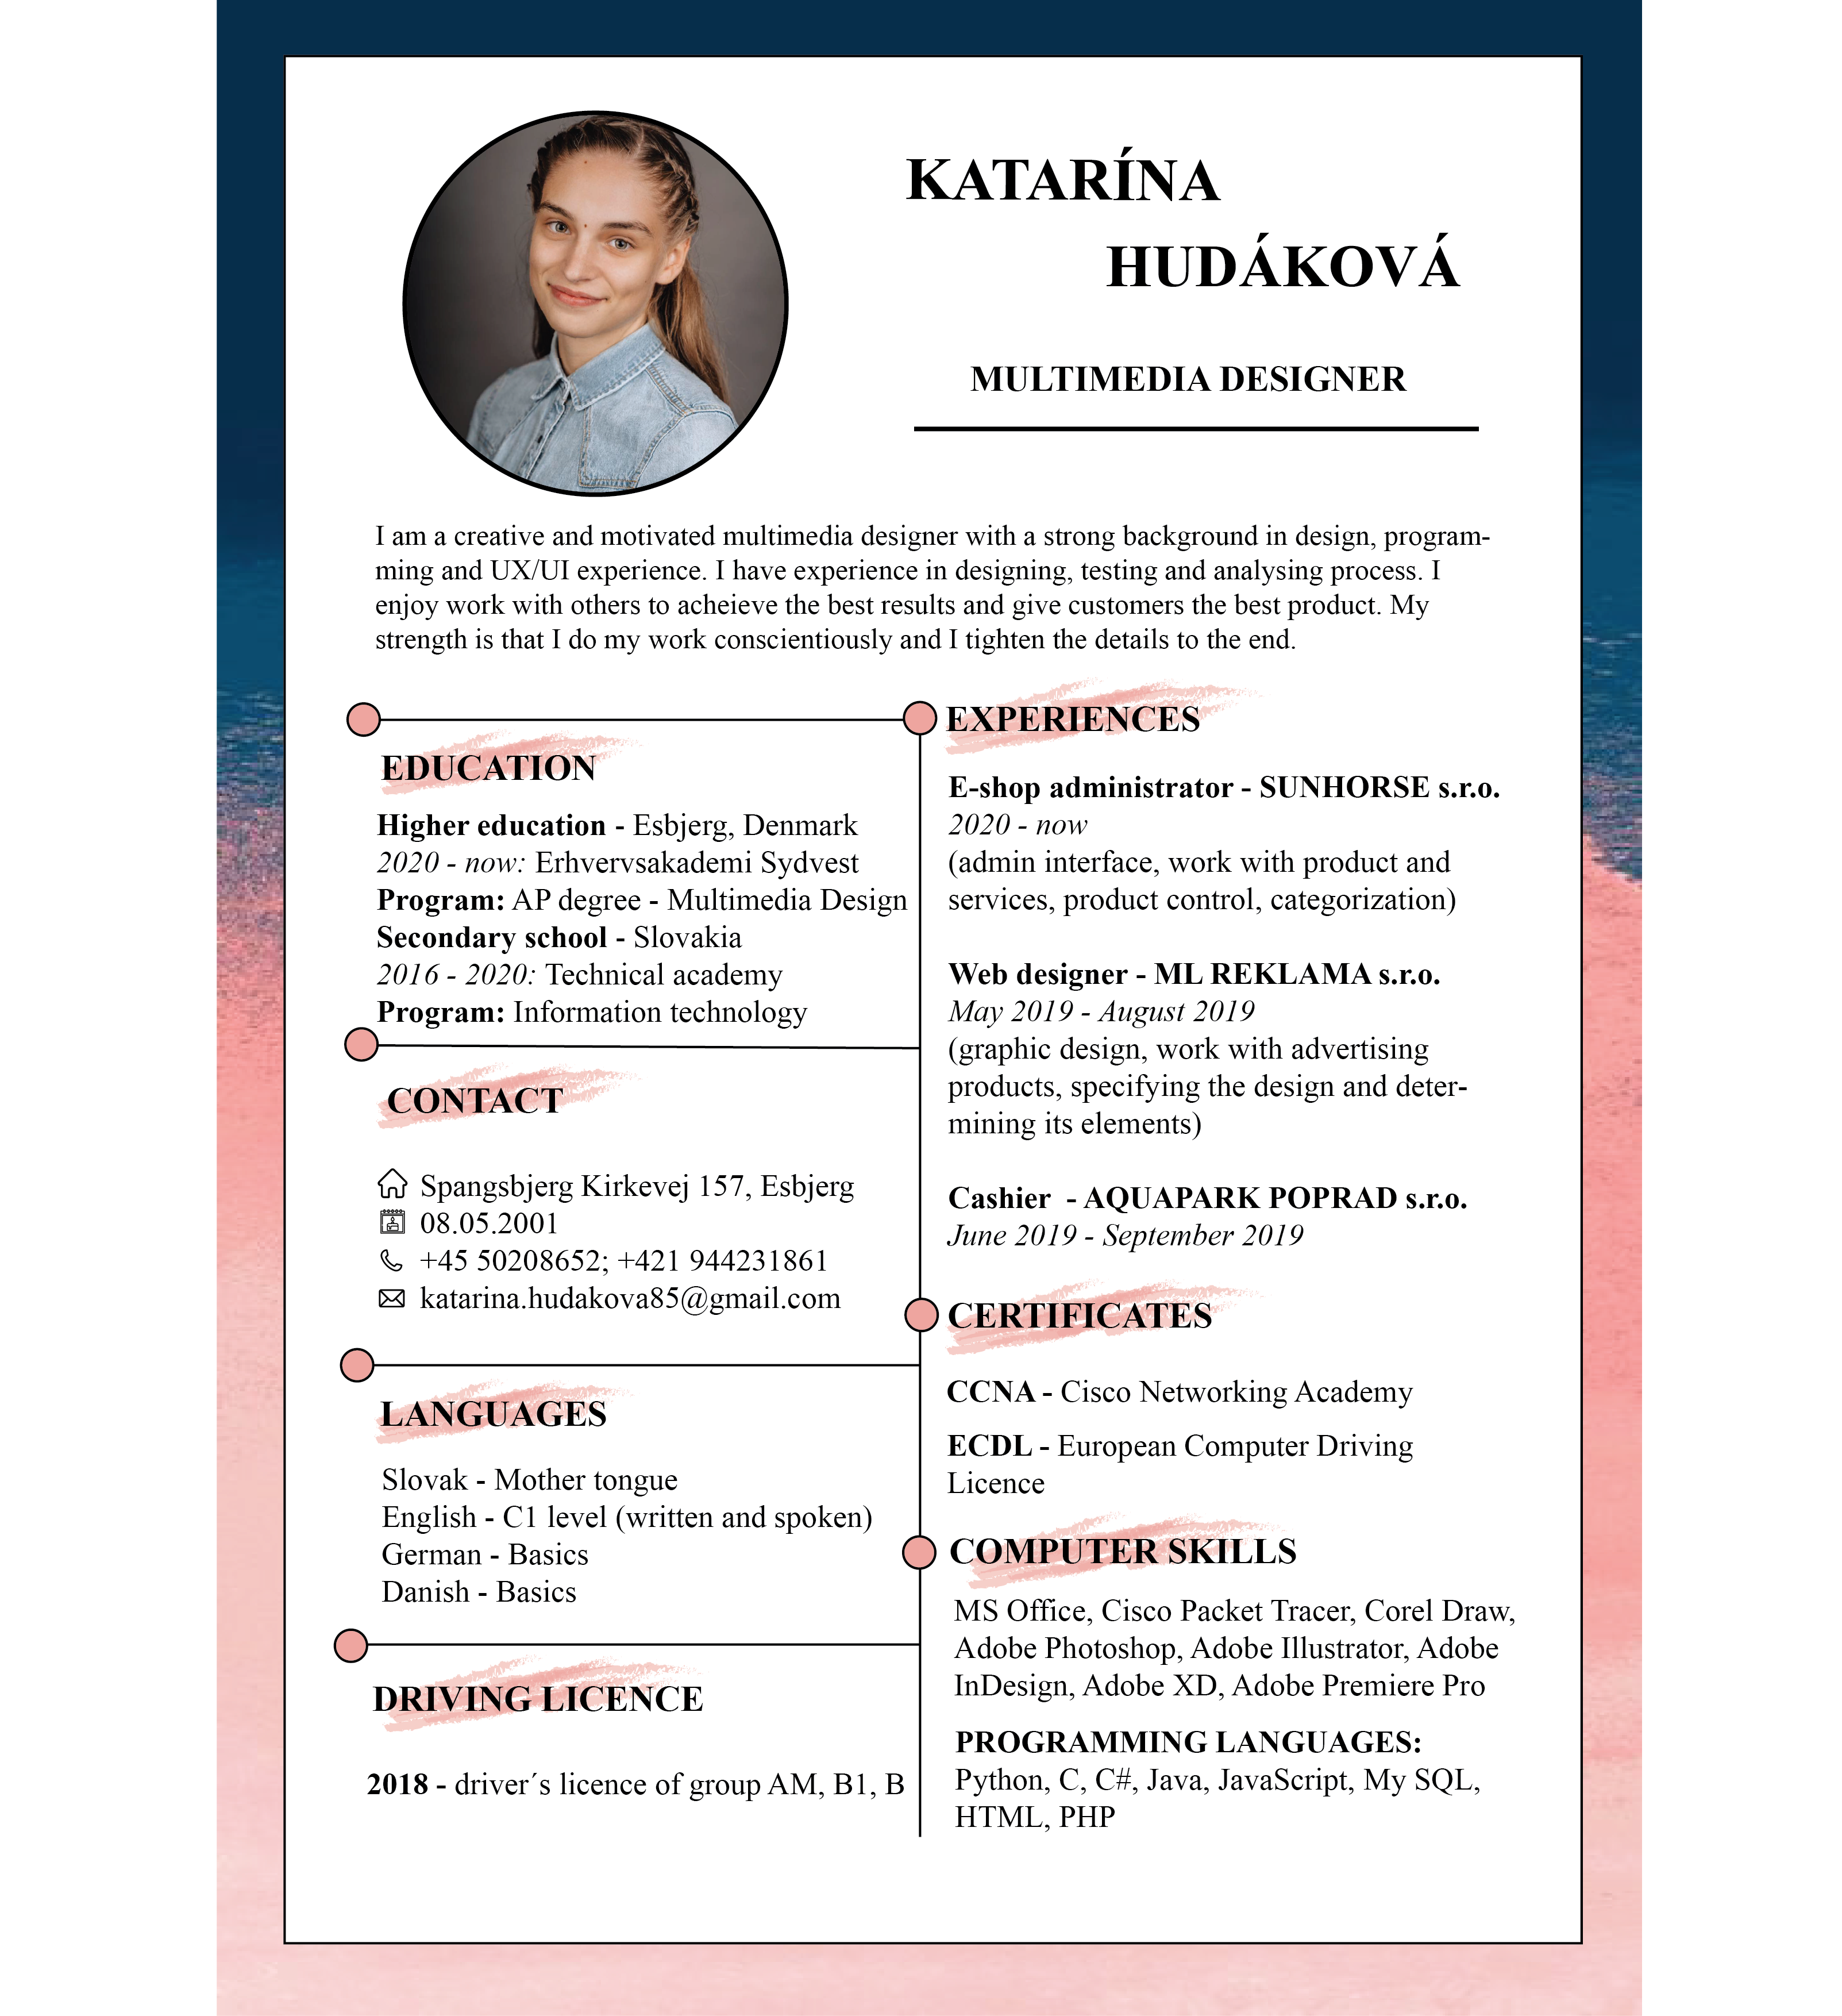 KATARÍNA
HUDÁKOVÁ
MULTIMEDIA DESIGNER
I am a creative and motivated multimedia designer with a strong background in design, program-
ming and UX/UI experience. I have experience in designing, testing and analysing process. I
enjoy work with others to acheieve the best results and give customers the best product. My
strength is that I do my work conscientiously and I tighten the details to the end.
EDUCATION
Higher education - Esbjerg, Denmark
2020 - now: Erhvervsakademi Sydvest
Program: AP degree - Multimedia Design
Secondary school - Slovakia
2016 - 2020: Technical academy
Program: Information technology
CONTACT
Spangsbjerg Kirkevej 157, Esbjerg
08.05.2001
+45 50208652; +421 944231861
katarina.hudakova85@gmail.com
LANGUAGES
Slovak - Mother tongue
English - C1 level (written and spoken)
German - Basics
Danish - Basics
DRIVING LICENCE
2018 - driver´s licence of group AM, B1, B
EXPERIENCES
E-shop administrator - SUNHORSE s.r.o.
2020 - now
(admin interface, work with product and
services, product control, categorization)
Web designer - ML REKLAMA s.r.o.
May 2019 - August 2019
(graphic design, work with advertising
products, specifying the design and deter-
mining its elements)
Cashier  - AQUAPARK POPRAD s.r.o.
June 2019 - September 2019
CERTIFICATES
CCNA - Cisco Networking Academy
ECDL - European Computer Driving
Licence
COMPUTER SKILLS
MS Office, Cisco Packet Tracer, Corel Draw,
Adobe Photoshop, Adobe Illustrator, Adobe
InDesign, Adobe XD, Adobe Premiere Pro
PROGRAMMING LANGUAGES:
Python, C, C#, Java, JavaScript, My SQL,
HTML, PHP